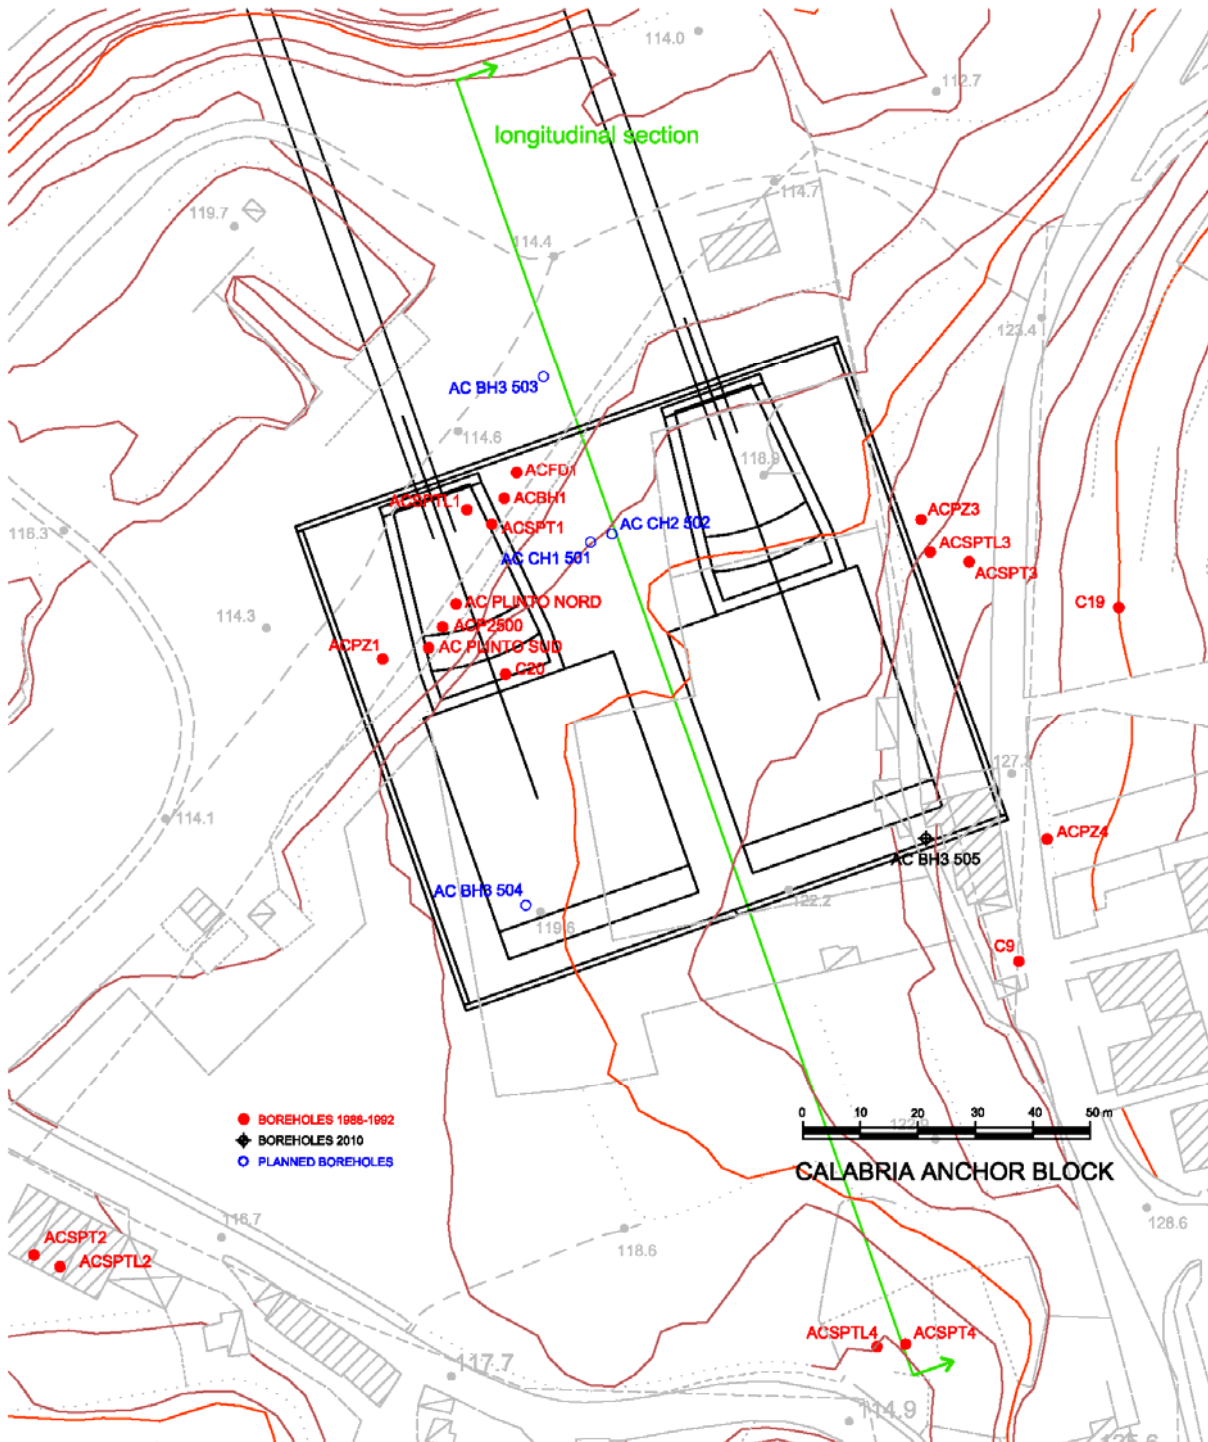 114.0
112.7
longitudinal section
114.7
119.7
114.4
123.4
AC BH3 503
114.6
118.9
ACFD1
ACSPTL1
ACBH1
ACSPT1
AC CH2 502
AC CH1 501
ACPZ3
ACSPTL3
ACSPT3
116.3
AC PLINTO NORD
C19
114.3
ACP2500
ACPZ1
AC PLINTO SUD
C20
127.3
114.1
ACPZ4
AC BH3 505
AC BH3 504
122.2
119.6
C9
BOREHOLES 1988-1992
BOREHOLES 2010
PLANNED BOREHOLES
0 10 20 30 40 50 m
122.9
CALABRIA ANCHOR BLOCK
116.7
128.6
118.6
ACSPT2
ACSPTL2
ACSPTL4
ACSPT4
117.7
114.9